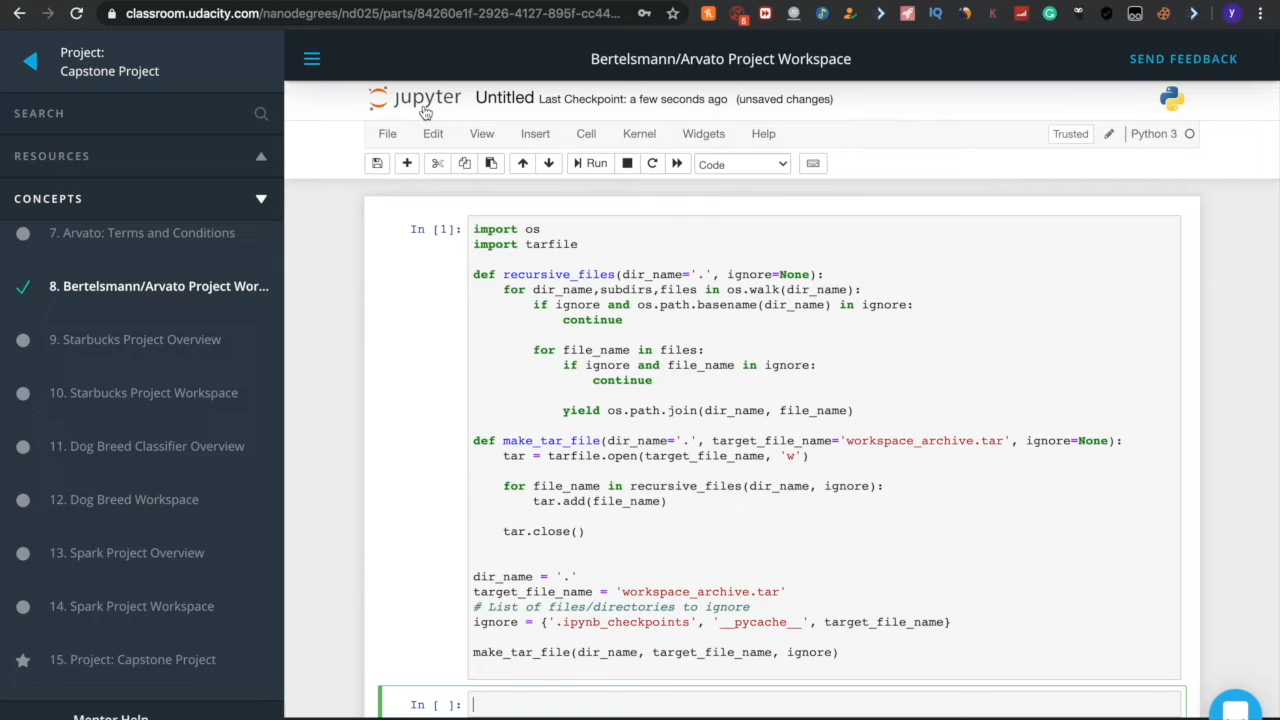 classroom.udacity.com/nanodegrees/nd025/parts/84260e1f-2926-4127-895f-cc44...
5
y
Project:
Capstone Project
SEARCH
RESOURCES
CONCEPTS
7. Arvato: Terms and Conditions
8. Bertelsmann/Arvato Project Wor...
9. Starbucks Project Overview
10. Starbucks Project Workspace
11. Dog Breed Classifier Overview
12. Dog Breed Workspace
13. Spark Project Overview
14. Spark Project Workspace
15. Project: Capstone Project
Mentor Help
Bertelsmann/Arvato Project Workspace
SEND FEEDBACK
jupyter Untitled Last Checkpoint: a few seconds ago (unsaved changes)
File Edit View Insert Cell Kernel Widgets Help Trusted Python 3
Run Code
In [1]: import os
import tarfile
def recursive_files(dir_name='.', ignore=None):
for dir_name,subdirs,files in os.walk(dir_name):
if ignore and os.path.basename(dir_name) in ignore:
continue
for file_name in files:
if ignore and file_name in ignore:
continue
yield os.path.join(dir_name, file_name)
def make_tar_file(dir_name='.', target_file_name='workspace_archive.tar', ignore=None):
tar = tarfile.open(target_file_name, 'w')
for file_name in recursive_files(dir_name, ignore):
tar.add(file_name)
tar.close()
dir_name = '.'
target_file_name = 'workspace_archive.tar'
# List of files/directories to ignore
ignore = {'.ipynb_checkpoints', '__pycache__', target_file_name}
make_tar_file(dir_name, target_file_name, ignore)
In [ ]: